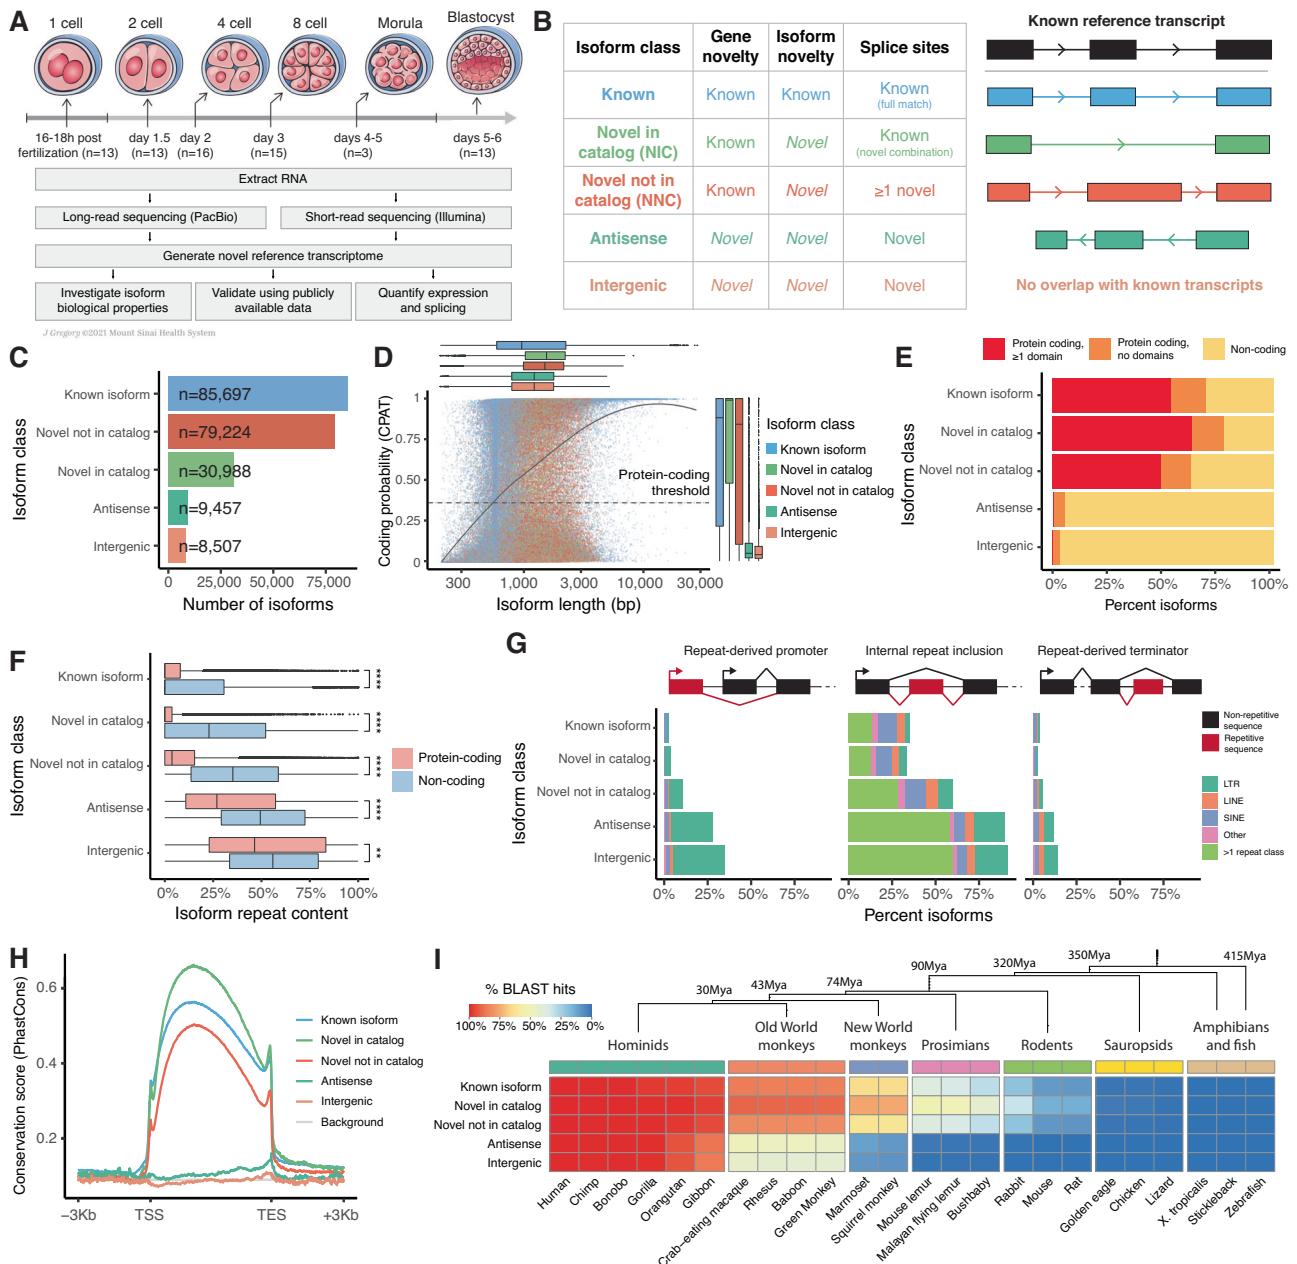 A
1 cell
2 cell
4 cell
8 cell
Morula
Blastocyst
16-18h post
fertilization (n=13)
day 1.5
(n=13)
day 2
(n=16)
day 3
(n=15)
days 4-5
(n=3)
days 5-6
(n=13)
Extract RNA
Long-read sequencing (PacBio)
Short-read sequencing (Illumina)
Generate novel reference transcriptome
Investigate isoform
biological properties
Validate using publicly
available data
Quantify expression
and splicing
J Gregory ©2021 Mount Sinai Health System
B
Isoform class
Gene
novelty
Isoform
novelty
Splice sites
Known
Known
Known
Known
(full match)
Novel in
catalog (NIC)
Known
Novel
Known
(novel combination)
Novel not in
catalog (NNC)
Known
Novel
≥1 novel
Antisense
Novel
Novel
Novel
Intergenic
Novel
Novel
Novel
Known reference transcript
No overlap with known transcripts
C
Isoform class
Known isoform
Novel not in catalog
Novel in catalog
Antisense
Intergenic
n=85,697
n=79,224
n=30,988
n=9,457
n=8,507
0
25,000
50,000
75,000
Number of isoforms
D
Coding probability (CPAT)
1
0.75
0.50
0.25
0
Protein-coding
threshold
300
1,000
3,000
10,000
30,000
Isoform length (bp)
Isoform class
Known isoform
Novel in catalog
Novel not in catalog
Antisense
Intergenic
E
Protein coding,
≥1 domain
Protein coding,
no domains
Non-coding
Isoform class
Known isoform
Novel in catalog
Novel not in catalog
Antisense
Intergenic
0%
25%
50%
75%
100%
Percent isoforms
F
Isoform class
Known isoform
Novel in catalog
Novel not in catalog
Antisense
Intergenic
****
****
****
****
**
Protein-coding
Non-coding
0%
25%
50%
75%
100%
Isoform repeat content
G
Repeat-derived promoter
Internal repeat inclusion
Repeat-derived terminator
Isoform class
Known isoform
Novel in catalog
Novel not in catalog
Antisense
Intergenic
0%
25%
50%
75%
0%
25%
50%
75%
0%
25%
50%
75%
Percent isoforms
Non-repetitive
sequence
Repetitive
sequence
LTR
LINE
SINE
Other
>1 repeat class
H
Conservation score (PhastCons)
0.6
0.4
0.2
−3Kb
TSS
TES
+3Kb
Known isoform
Novel in catalog
Novel not in catalog
Antisense
Intergenic
Background
I
% BLAST hits
100%
75%
50%
25%
0%
30Mya
43Mya
74Mya
90Mya
320Mya
350Mya
415Mya
Hominids
Old World
monkeys
New World
monkeys
Prosimians
Rodents
Sauropsids
Amphibians
and fish
Known isoform
Novel in catalog
Novel not in catalog
Antisense
Intergenic
Human
Chimp
Bonobo
Gorilla
Orangutan
Gibbon
Crab−eating macaque
Rhesus
Baboon
Green Monkey
Marmoset
Squirrel monkey
Mouse lemur
Malayan flying lemur
Bushbaby
Rabbit
Mouse
Rat
Golden eagle
Chicken
Lizard
X. tropicalis
Stickleback
Zebrafish